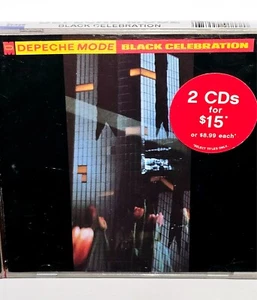 BLACK CELEBRATION
DEPECHE MODE BLACK CELEBRATION
2 CDs
for
$15*
or $8.99 each*